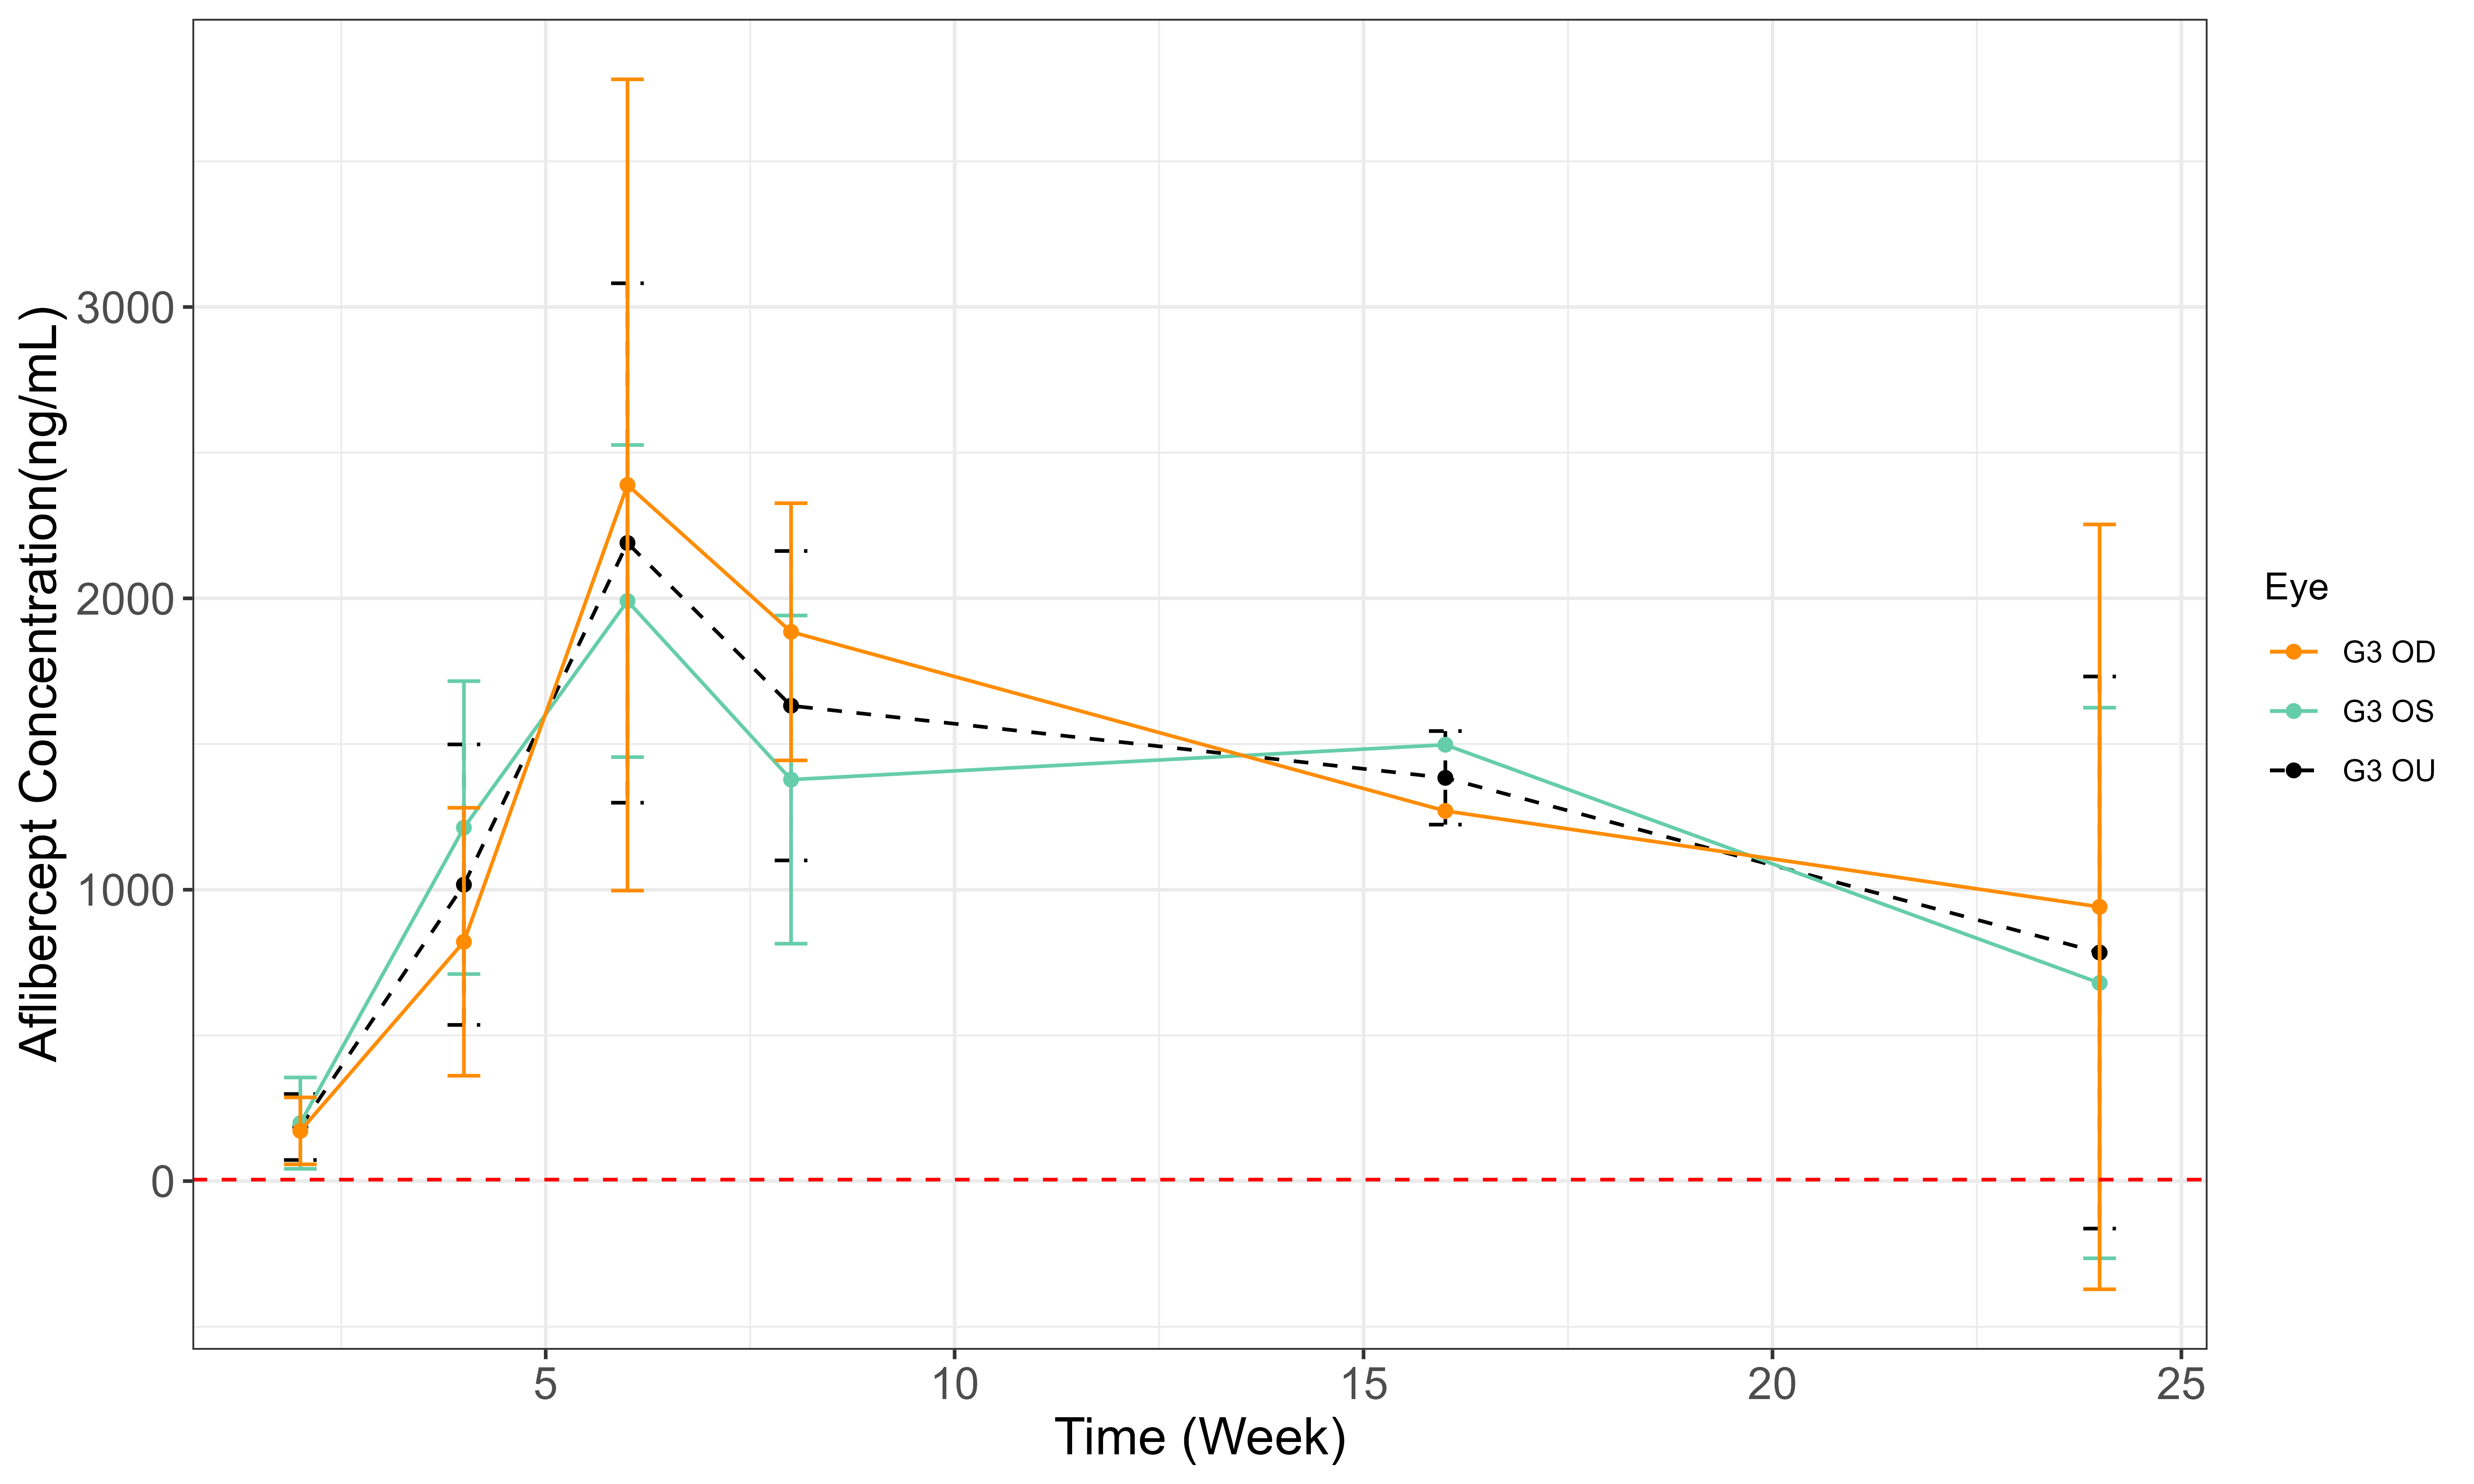 Aflibercept Concentration(ng/mL)
3000
2000
1000
0
5 10 15 20 25
Time (Week)
Eye
G3 OD
G3 OS
G3 OU